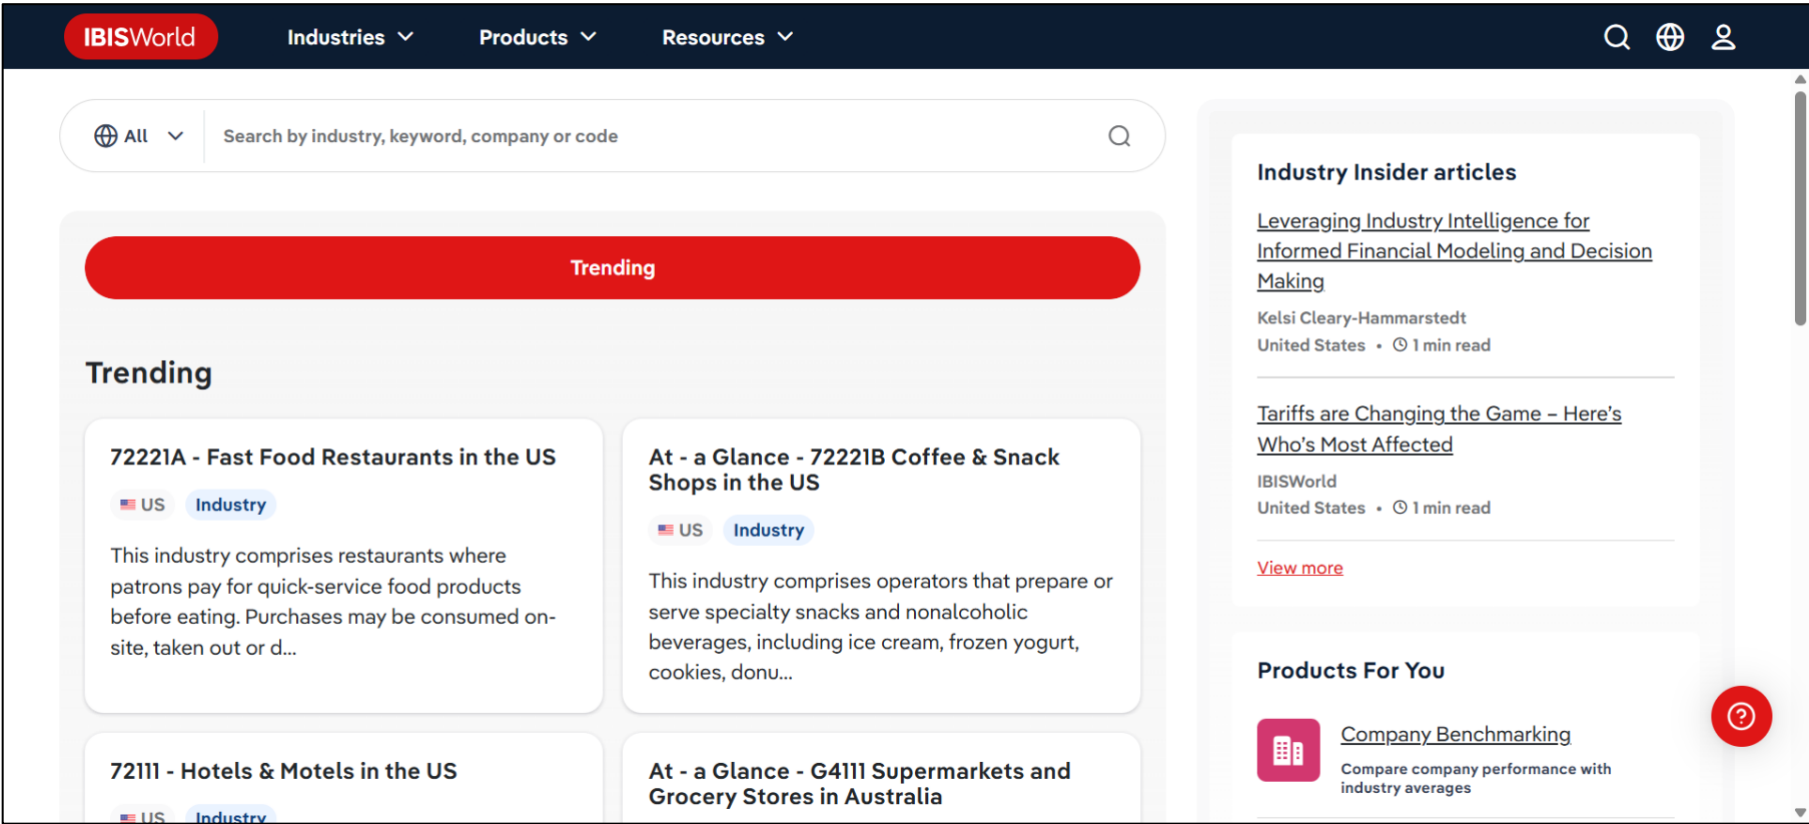 IBISWorld
Industries
Products
Resources
All
Search by industry, keyword, company or code
Trending
Trending
72221A - Fast Food Restaurants in the US
US
Industry
This industry comprises restaurants where
patrons pay for quick-service food products
before eating. Purchases may be consumed on-
site, taken out or d...
At - a Glance - 72221B Coffee & Snack
Shops in the US
US
Industry
This industry comprises operators that prepare or
serve specialty snacks and nonalcoholic
beverages, including ice cream, frozen yogurt,
cookies, donu...
72111 - Hotels & Motels in the US
US
Industry
At - a Glance - G4111 Supermarkets and
Grocery Stores in Australia
Industry Insider articles
Leveraging Industry Intelligence for
Informed Financial Modeling and Decision
Making
Kelsi Cleary-Hammarstedt
United States • 1 min read
Tariffs are Changing the Game – Here’s
Who’s Most Affected
IBISWorld
United States • 1 min read
View more
Products For You
Company Benchmarking
Compare company performance with
industry averages